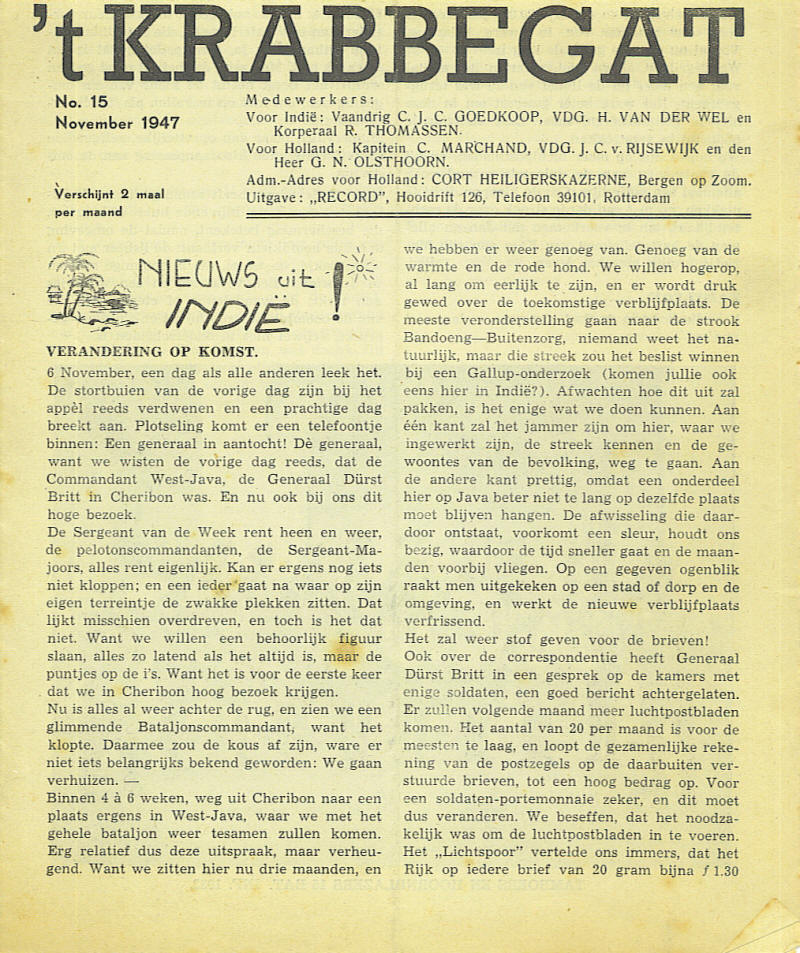 't KRABBEGAT
No. 15
November 1947
Verschijnt 2 maal
per maand
Medewerkers:
Voor Indië: Vaandrig C. J. C. GOEDKOOP, VDG. H. VAN DER WEL en
Korperaal R. THOMASSEN.
Voor Holland: Kapitein C. MARCHAND, VDG. J. C. v. RIJSEWIJK en den
Heer G. N. OLSTHOORN.
Adm.-Adres voor Holland: CORT HEILIGERSKAZERNE, Bergen op Zoom.
Uitgave: „RECORD”, Hooidrift 126, Telefoon 39101, Rotterdam
NIEUWS uit
INDIË!
VERANDERING OP KOMST.
6 November, een dag als alle anderen leek het.
De stortbuien van de vorige dag zijn bij het
appèl reeds verdwenen en een prachtige dag
breekt aan. Plotseling komt er een telefoontje
binnen: Een generaal in aantocht! Dè generaal,
want we wisten de vorige dag reeds, dat de
Commandant West-Java, de Generaal Dürst
Britt in Cheribon was. En nu ook bij ons dit
hoge bezoek.
De Sergeant van de Week rent heen en weer,
de pelotonscommandanten, de Sergeant-Ma-
joors, alles rent eigenlijk. Kan er ergens nog iets
niet kloppen; en een ieder gaat na waar op zijn
eigen terreintje de zwakke plekken zitten. Dat
lijkt misschien overdreven, en toch is het dat
niet. Want we willen een behoorlijk figuur
slaan, alles zo latend als het altijd is, maar de
puntjes op de i's. Want het is voor de eerste keer
dat we in Cheribon hoog bezoek krijgen.
Nu is alles al weer achter de rug, en zien we een
glimmende Bataljonscommandant, want het
klopte. Daarmee zou de kous af zijn, ware er
niet iets belangrijks bekend geworden: We gaan
verhuizen. —
Binnen 4 à 6 weken, weg uit Cheribon naar een
plaats ergens in West-Java, waar we met het
gehele bataljon weer tesamen zullen komen.
Erg relatief dus deze uitspraak, maar verheu-
gend. Want we zitten hier nu drie maanden, en
we hebben er weer genoeg van. Genoeg van de
warmte en de rode hond. We willen hogerop,
al lang om eerlijk te zijn, en er wordt druk
gewed over de toekomstige verblijfplaats. De
meeste veronderstelling gaan naar de strook
Bandoeng—Buitenzorg, niemand weet het na-
tuurlijk, maar die streek zou het beslist winnen
bij een Gallup-onderzoek (komen jullie ook
eens hier in Indië?). Afwachten hoe dit uit zal
pakken, is het enige wat we doen kunnen. Aan
één kant zal het jammer zijn om hier, waar we
ingewerkt zijn, de streek kennen en de ge-
woontes van de bevolking, weg te gaan. Aan
de andere kant prettig, omdat een onderdeel
hier op Java beter niet te lang op dezelfde plaats
moet blijven hangen. De afwisseling die daar-
door ontstaat, voorkomt een sleur, houdt ons
bezig, waardoor de tijd sneller gaat en de maan-
den voorbij vliegen. Op een gegeven ogenblik
raakt men uitgekeken op een stad of dorp en de
omgeving, en werkt de nieuwe verblijfplaats
verfrissend.
Het zal weer stof geven voor de brieven!
Ook over de correspondentie heeft Generaal
Dürst Britt in een gesprek op de kamers met
enige soldaten, een goed bericht achtergelaten.
Er zullen volgende maand meer luchtpostbladen
komen. Het aantal van 20 per maand is voor de
meesten te laag, en loopt de gezamenlijke reke-
ning van de postzegels op de daarbuiten ver-
stuurde brieven, tot een hoog bedrag op. Voor
een soldaten-portemonnaie zeker, en dit moet
dus veranderen. We beseffen, dat het noodza-
kelijk was om de luchtpostbladen in te voeren.
Het „Lichtspoor” vertelde ons immers, dat het
Rijk op iedere brief van 20 gram bijna ƒ 1.30